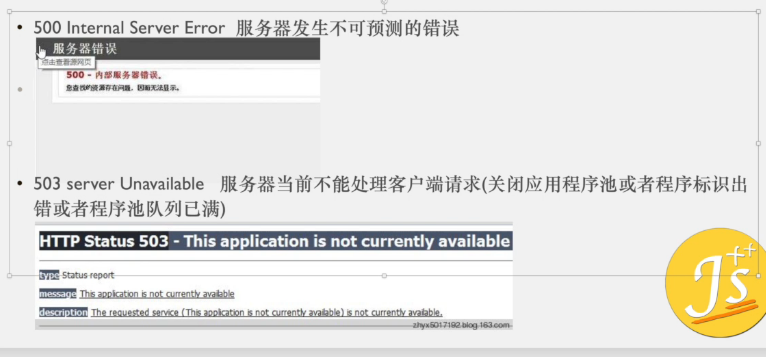 • 500 Internal Server Error 服务器发生不可预测的错误
服务器错误
点击查看源网页
500 - 内部服务器错误。
您查找的资源存在问题，因而无法显示。
• 503 server Unavailable 服务器当前不能处理客户端请求(关闭应用程序池或者程序标识出
错或者程序池队列已满)
HTTP Status 503 - This application is not currently available
type Status report
message This application is not currently available
description The requested service (This application is not currently available) is not currently available.
zhyx5017192.blog.163.com
Js++